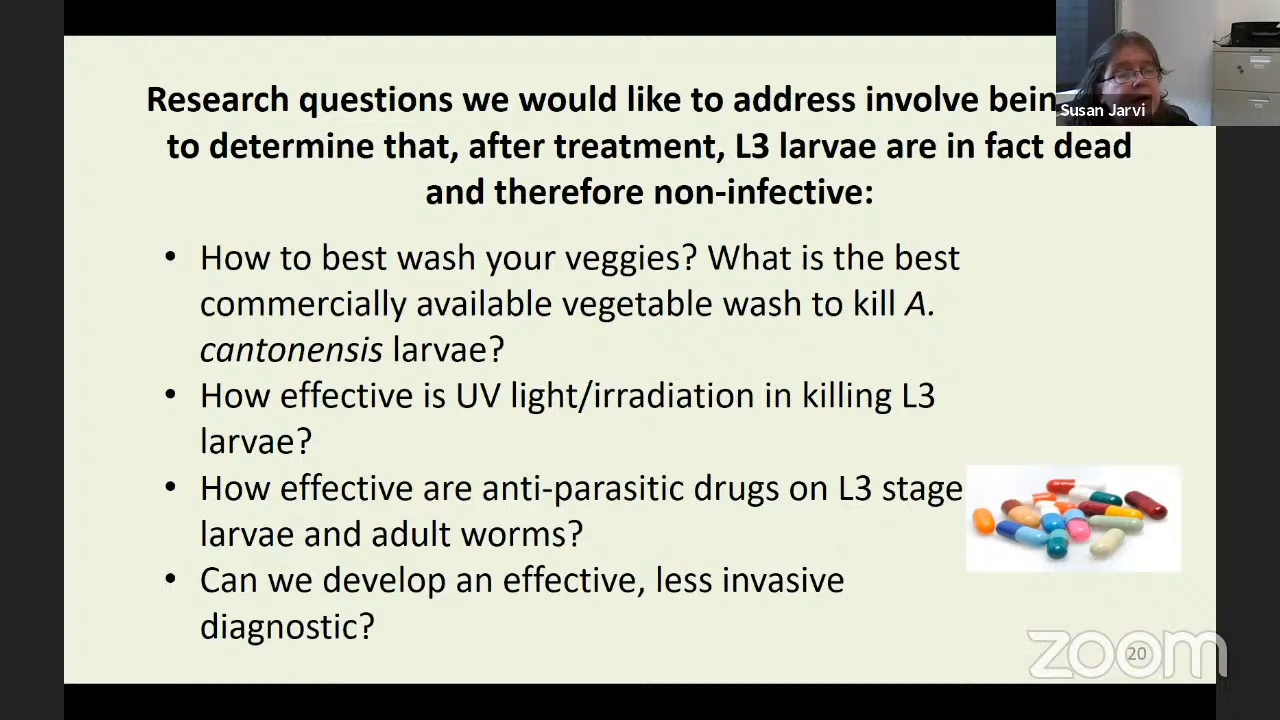 Research questions we would like to address involve bein
to determine that, after treatment, L3 larvae are in fact dead
and therefore non-infective:
• How to best wash your veggies? What is the best
commercially available vegetable wash to kill A.
cantonensis larvae?
• How effective is UV light/irradiation in killing L3
larvae?
• How effective are anti-parasitic drugs on L3 stage
larvae and adult worms?
• Can we develop an effective, less invasive
diagnostic?
Susan Jarvi
zoom
20